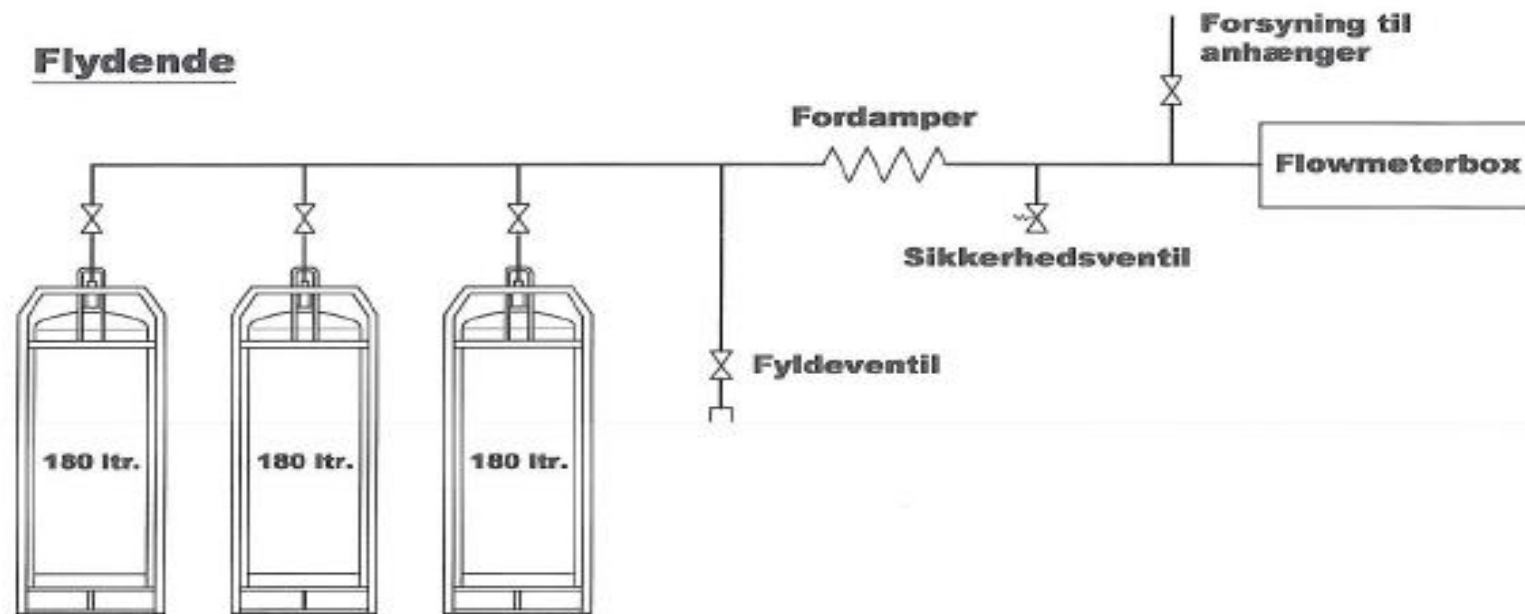 Flydende
Forsyning til
anhænger
Fordamper
Flowmeterbox
Sikkerhedsventil
Fyldeventil
180 ltr.
180 ltr.
180 ltr.